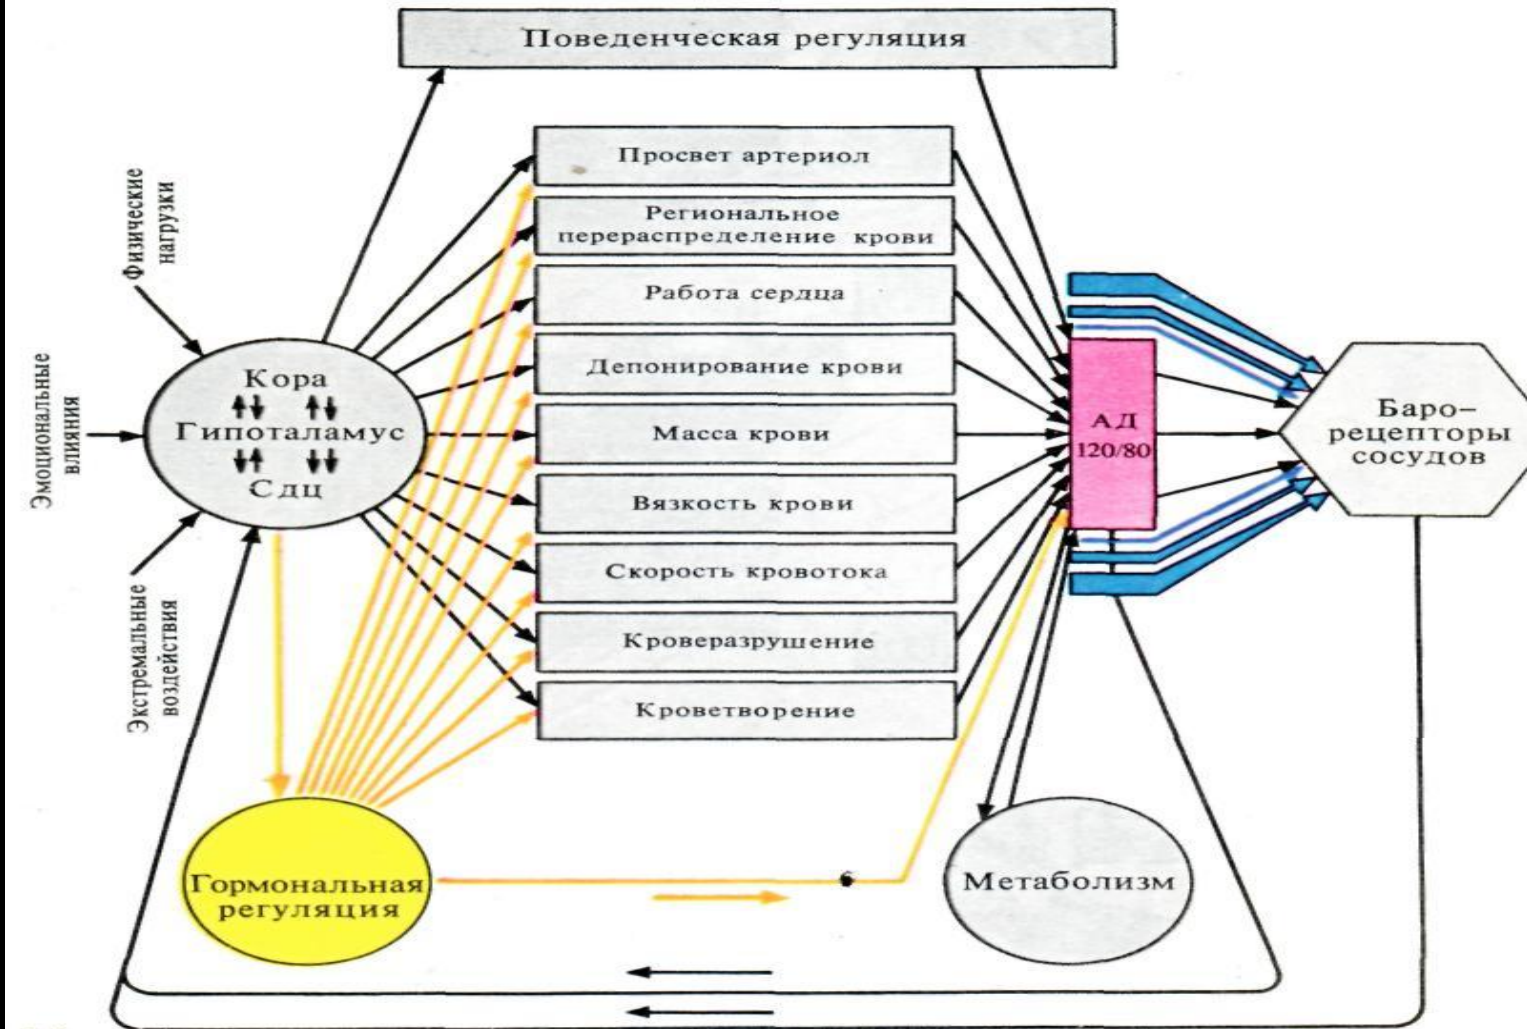 Поведенческая регуляция
Просвет артериол
Региональное
перераспределение крови
Работа сердца
Депонирование крови
Масса крови
Вязкость крови
Скорость кровотока
Кроверазрушение
Кроветворение
Физические
нагрузки
Эмоциональные
влияния
Экстремальные
воздействия
Кора
Гипоталамус
Сдц
Гормональная
регуляция
АД
120/80
Баро–
рецепторы
сосудов
Метаболизм
6